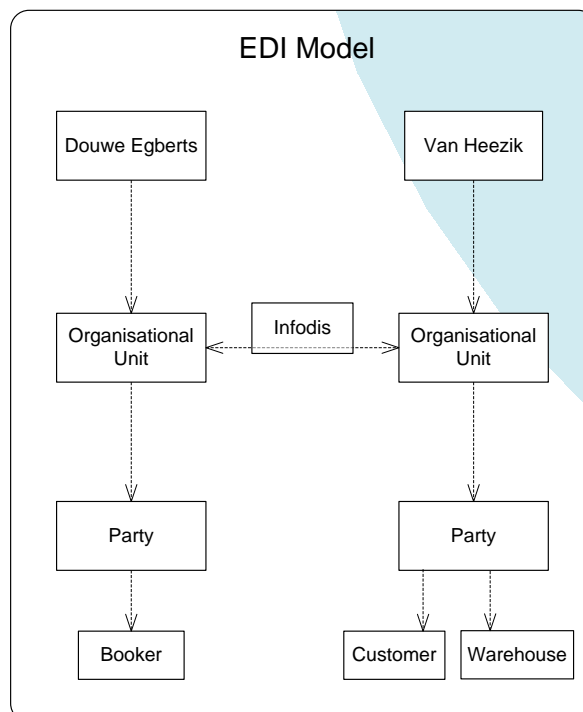 EDI Model
Douwe Egberts
Van Heezik
Infodis
Organisational
Unit
Organisational
Unit
Party
Party
Booker
Customer
Warehouse